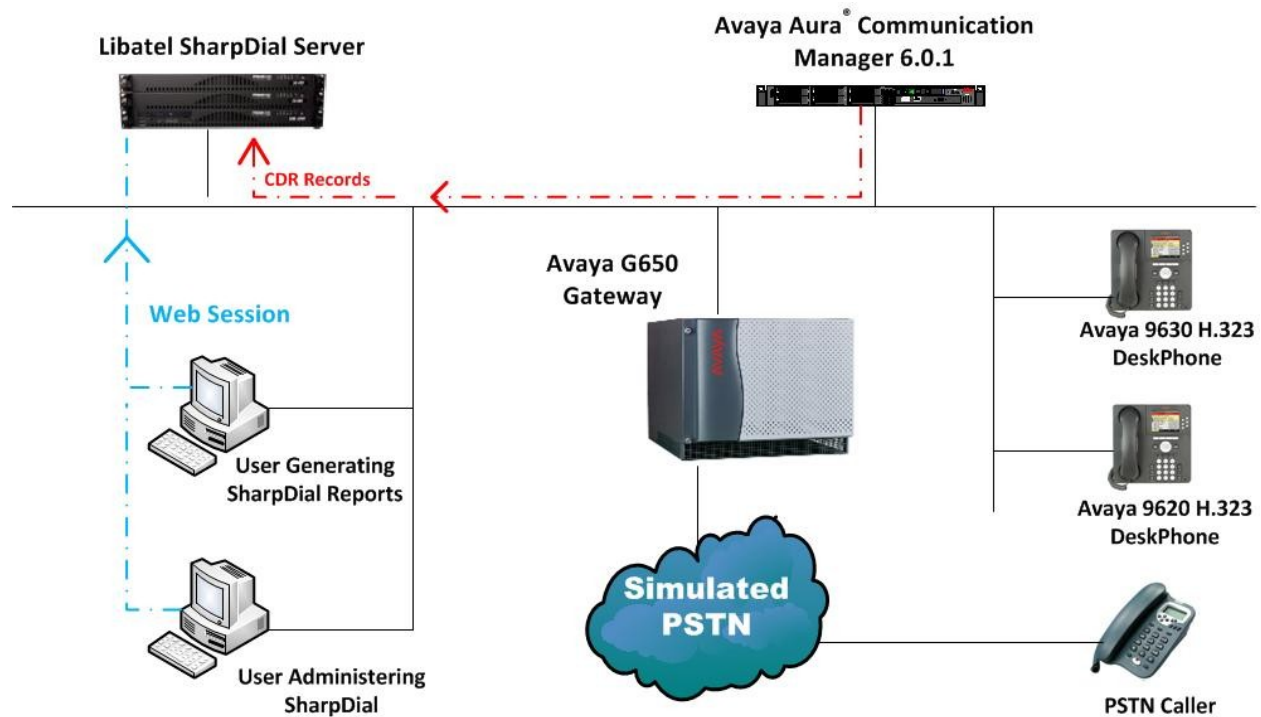 Libatel SharpDial Server
Avaya Aura® Communication
Manager 6.0.1
CDR Records
Web Session
Avaya G650
Gateway
AVAYA
Avaya 9630 H.323
DeskPhone
User Generating
SharpDial Reports
Avaya 9620 H.323
DeskPhone
Simulated
PSTN
User Administering
SharpDial
PSTN Caller